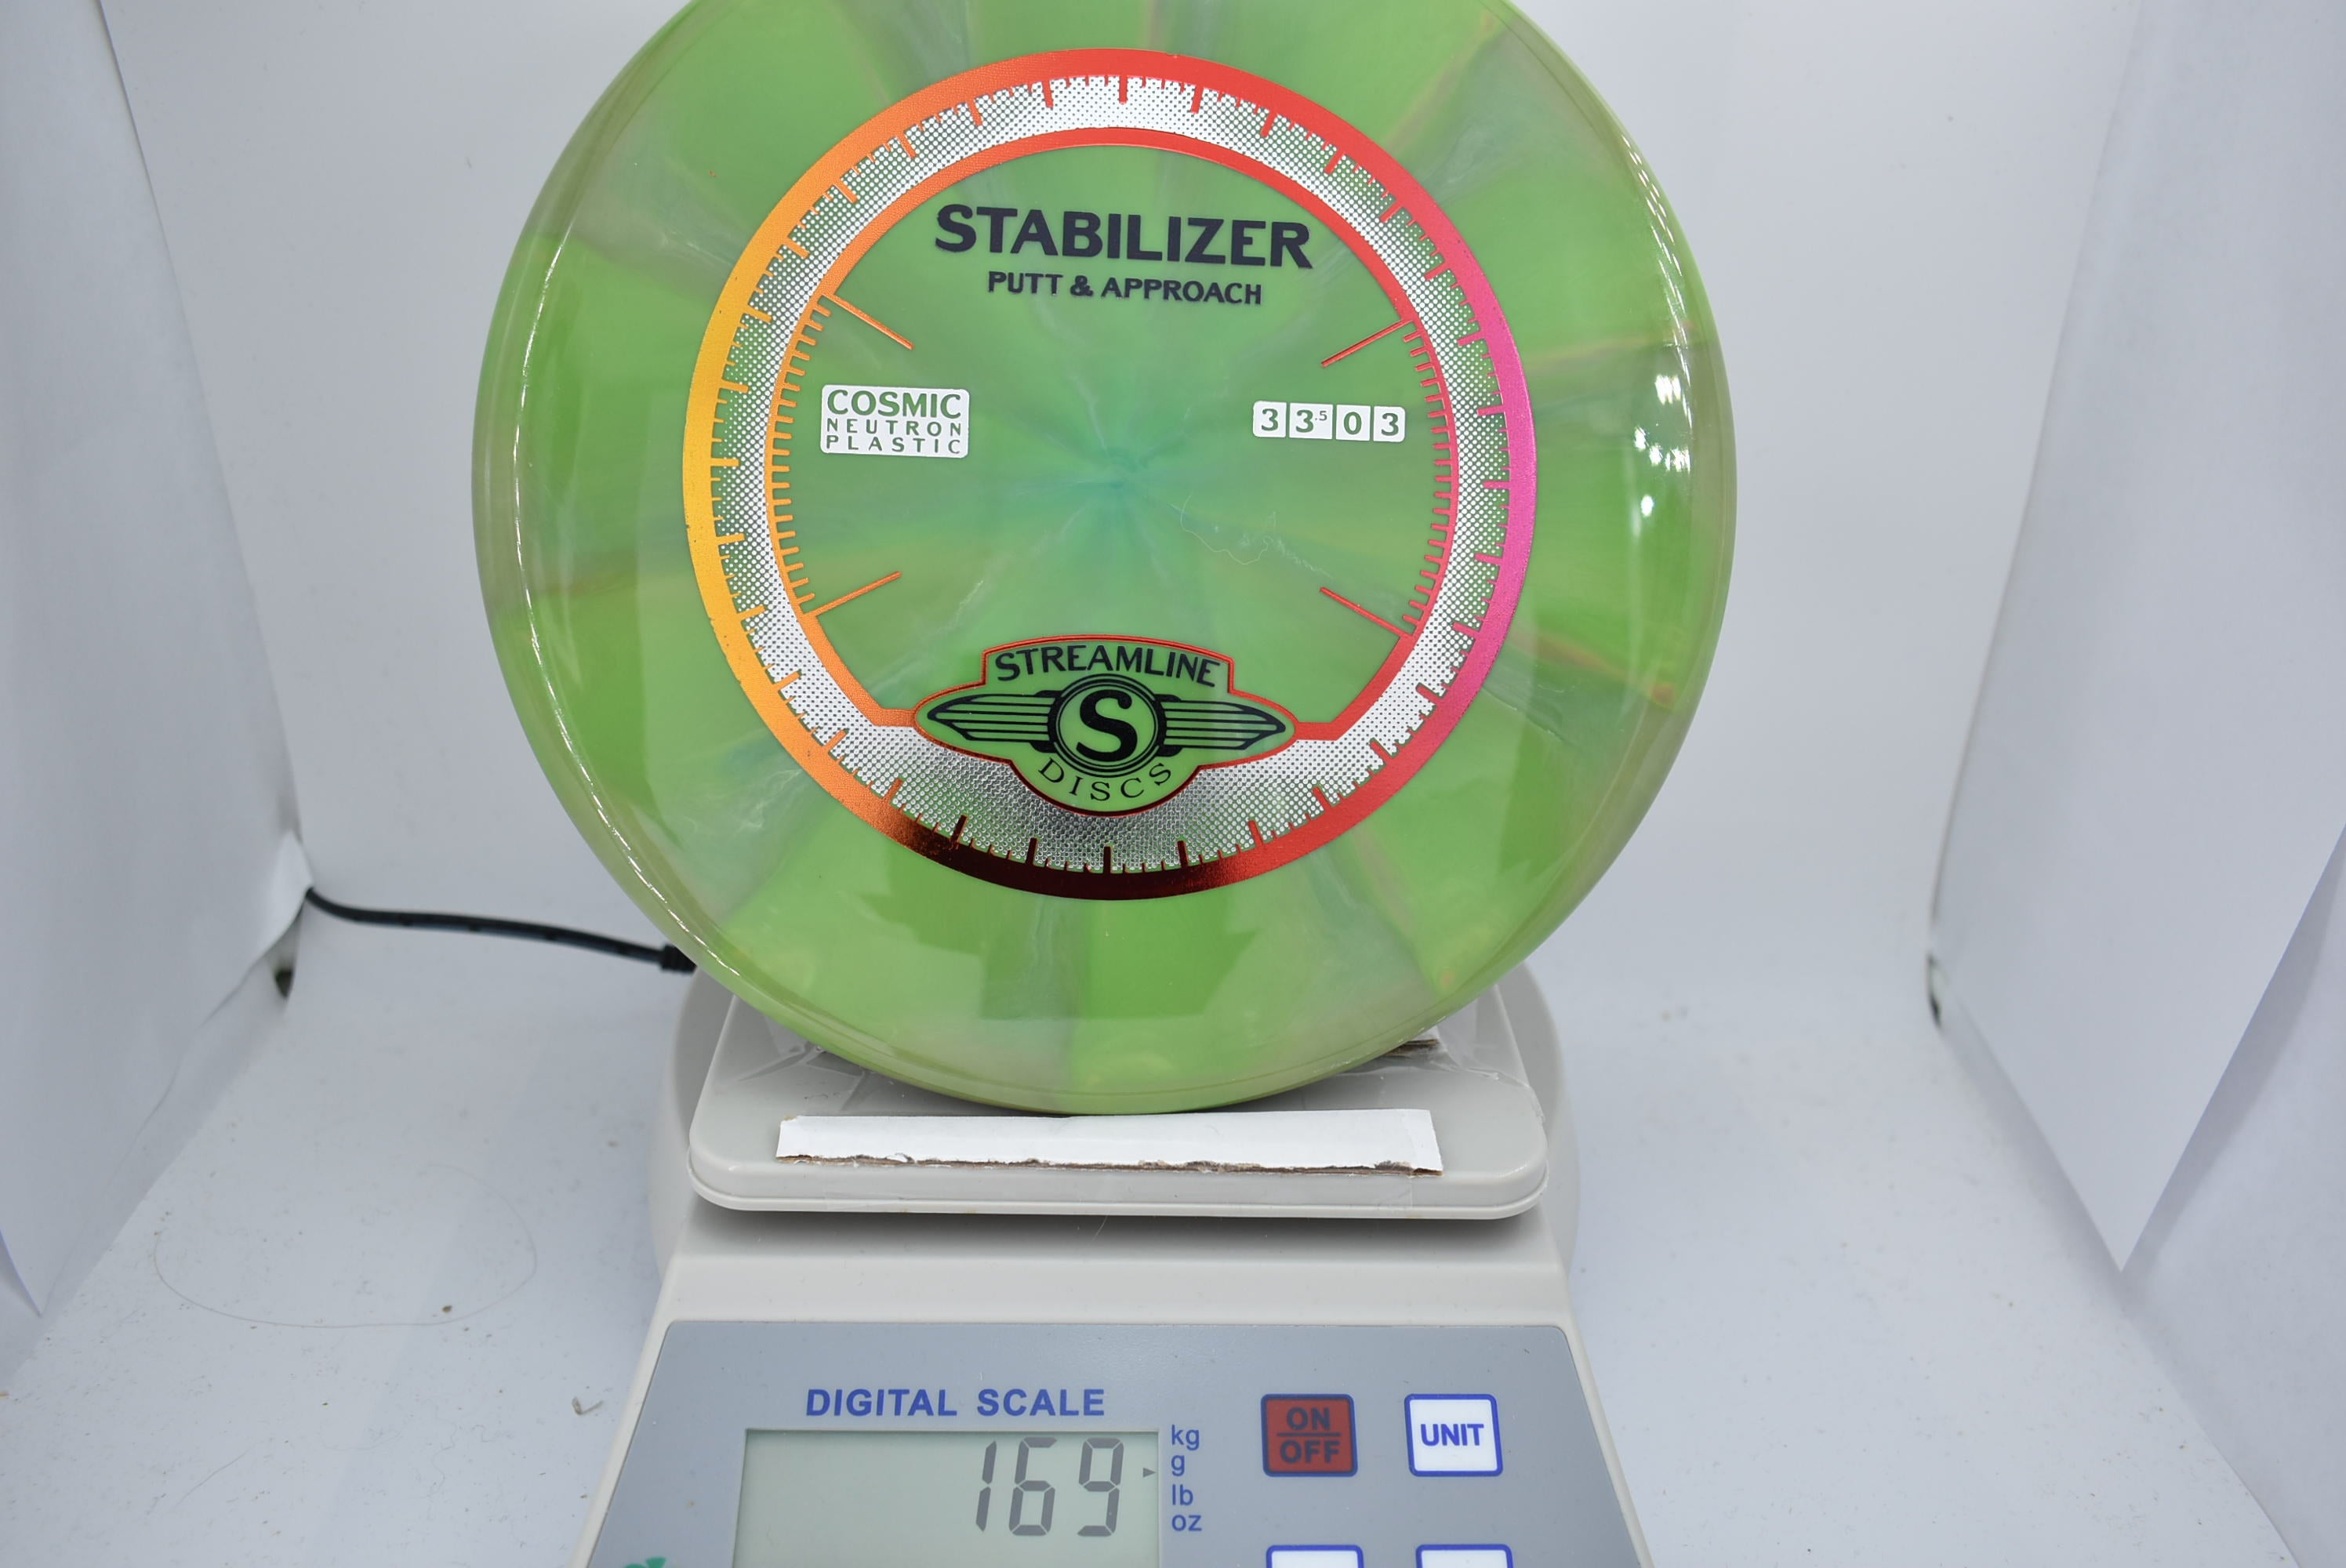 STABILIZER
PUTT & APPROACH
COSMIC
NEUTRON
PLASTIC
3 3.5 0 3
STREAMLINE
S
DISCS
DIGITAL SCALE
169
kg
g
lb
oz
ON
OFF
UNIT